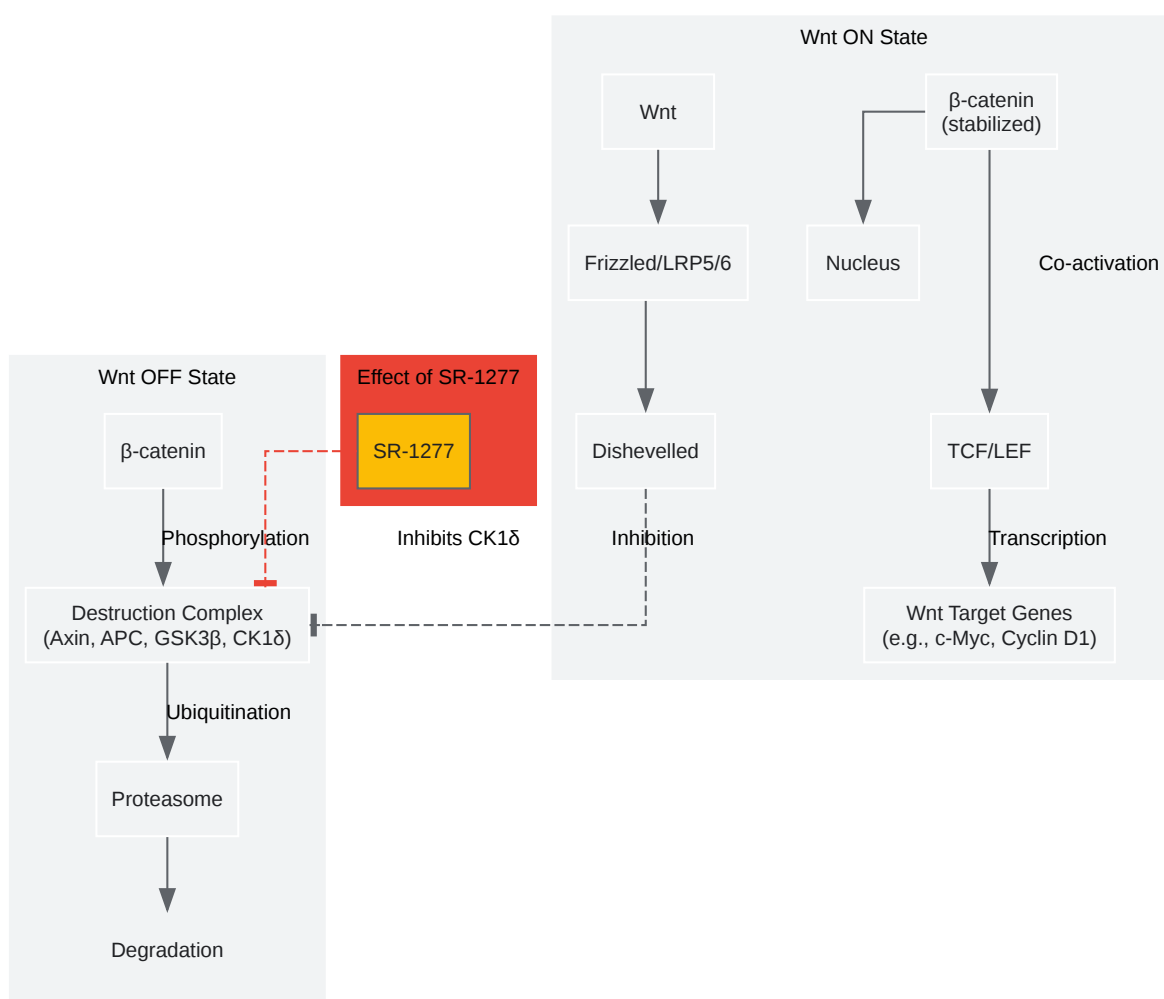 Wnt ON State
Wnt
β-catenin
(stabilized)
Frizzled/LRP5/6
Nucleus
Co-activation
Wnt OFF State
Effect of SR-1277
β-catenin
SR-1277
Dishevelled
TCF/LEF
Phosphorylation
Inhibits CK1δ
Inhibition
Transcription
Destruction Complex
(Axin, APC, GSK3β, CK1δ)
Wnt Target Genes
(e.g., c-Myc, Cyclin D1)
Ubiquitination
Proteasome
Degradation